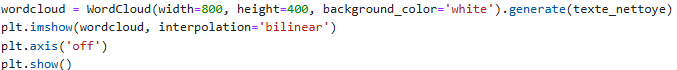 wordcloud = WordCloud(width=800, height=400, background_color='white').generate(texte_nettoye)
plt.imshow(wordcloud, interpolation='bilinear')
plt.axis('off')
plt.show()